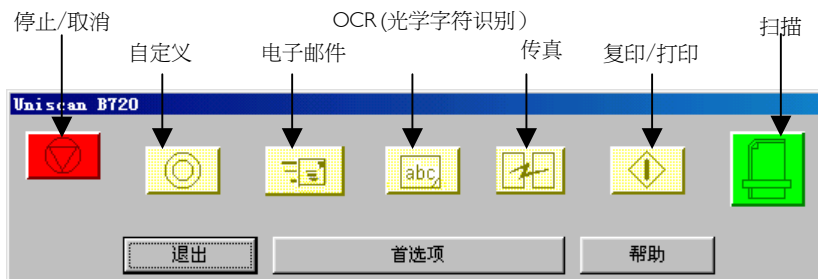 停止/取消
OCR(光学字符识别)
扫描
自定义
电子邮件
传真
复印/打印
Uniscan B720
abc
退出
首选项
帮助